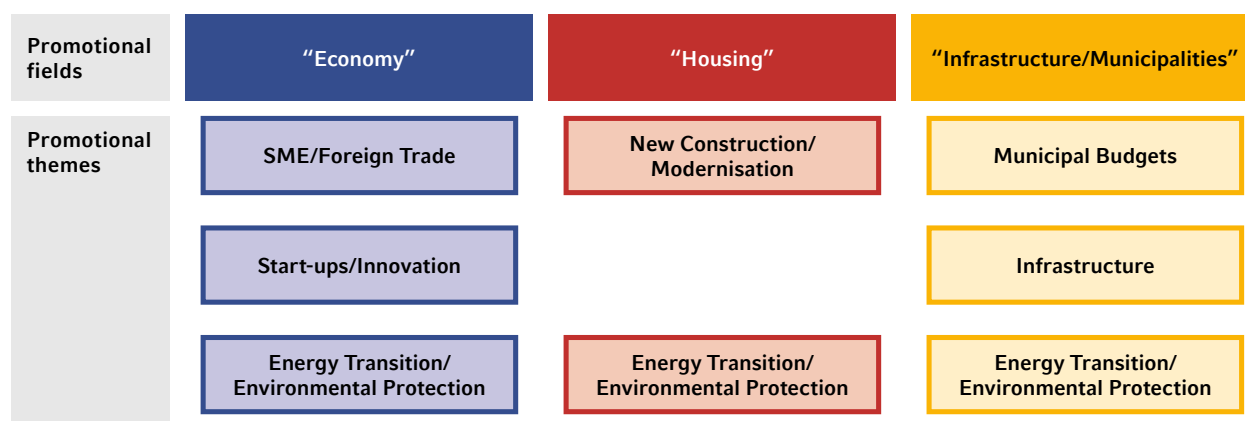 Promotional
fields
“Economy”
“Housing”
“Infrastructure/Municipalities”
Promotional
themes
SME/Foreign Trade
New Construction/
Modernisation
Municipal Budgets
Start-ups/Innovation
Infrastructure
Energy Transition/
Environmental Protection
Energy Transition/
Environmental Protection
Energy Transition/
Environmental Protection